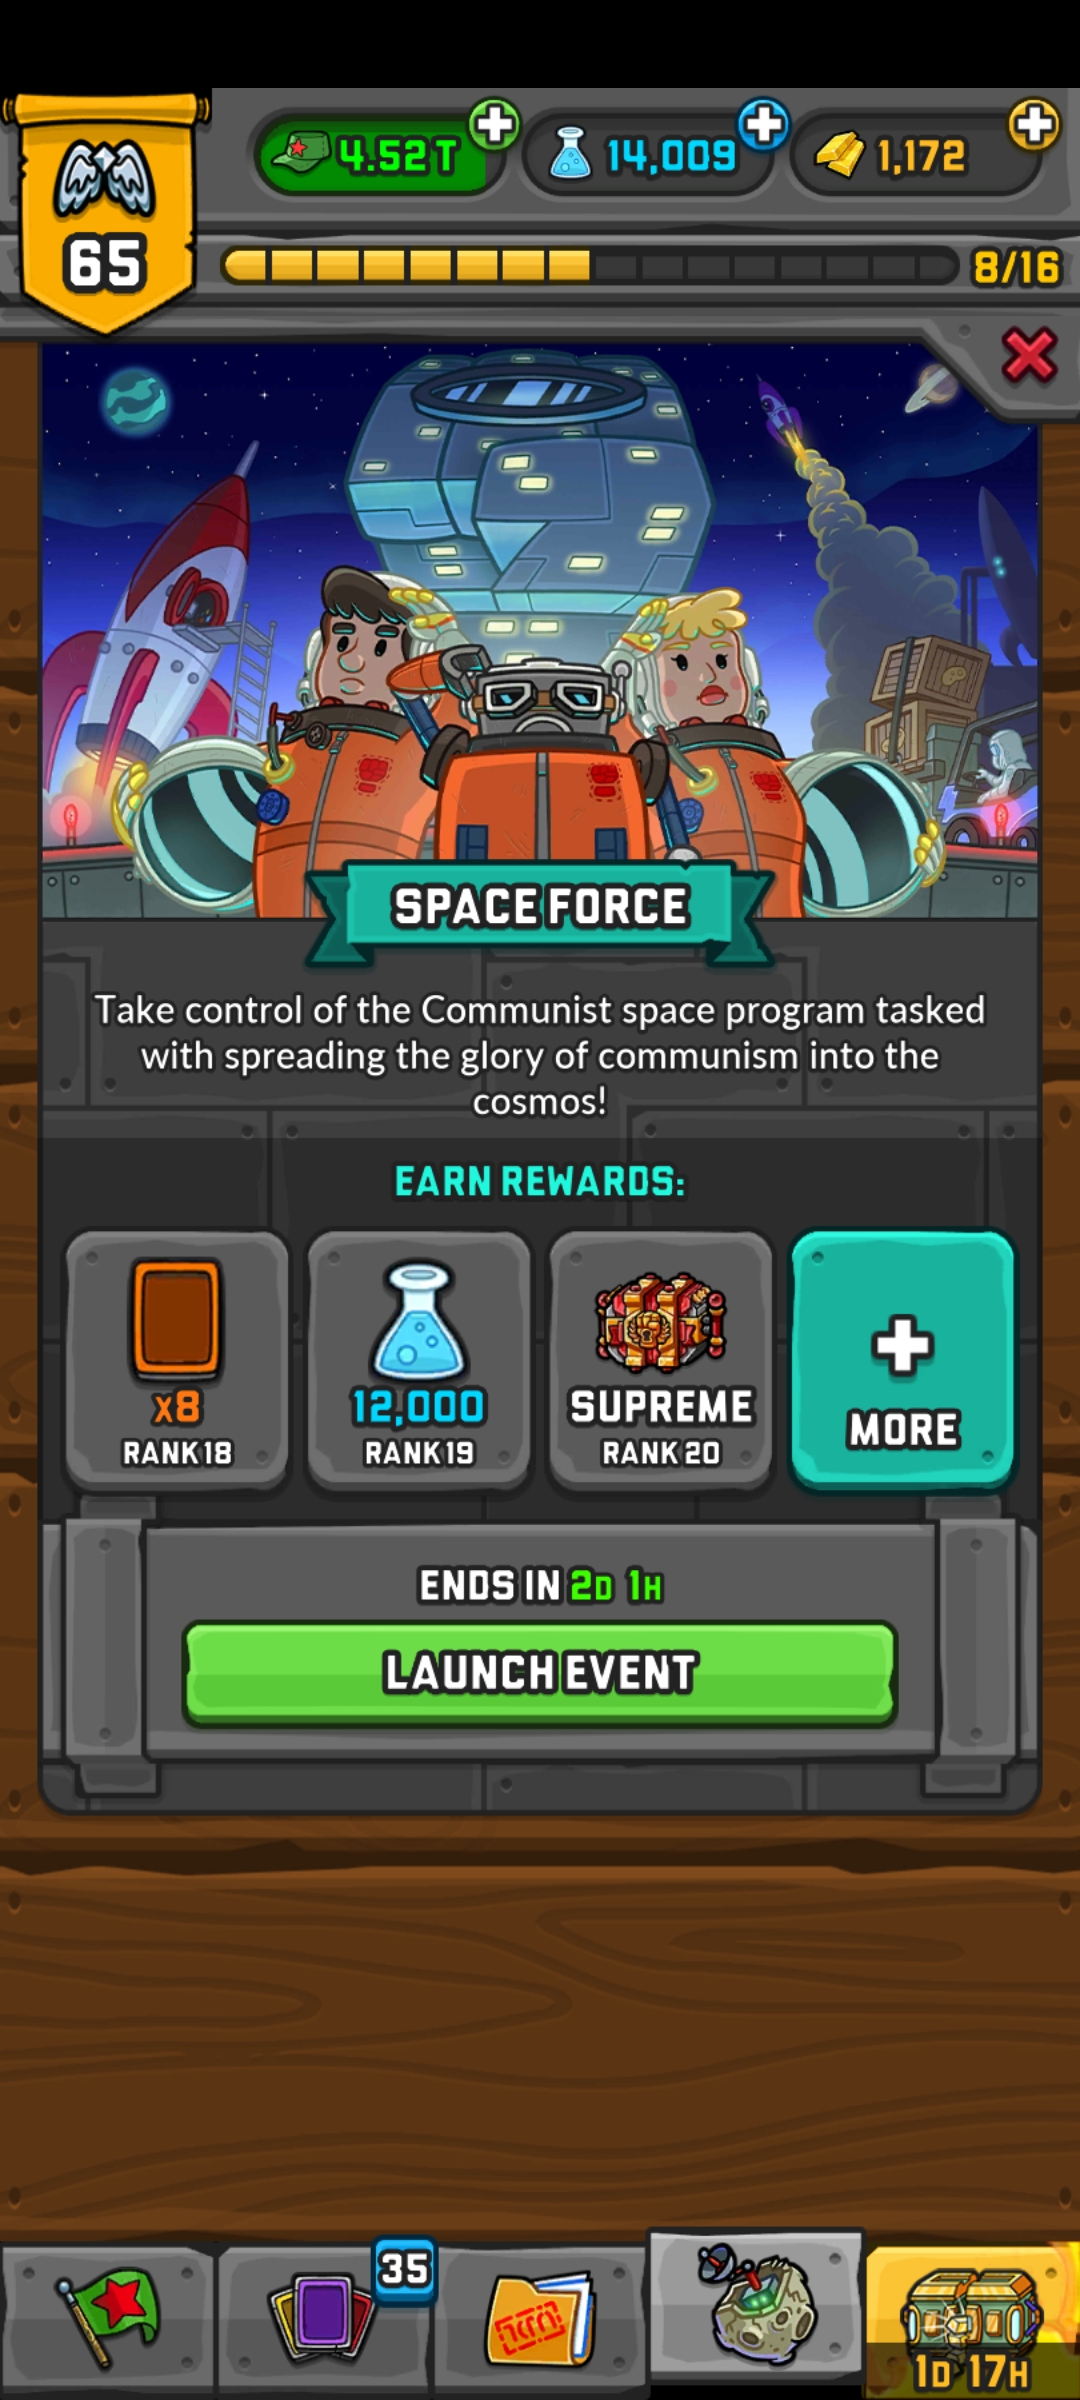 4.52T
14,009
1,172
65
8/16
SPACE FORCE
Take control of the Communist space program tasked
with spreading the glory of communism into the
cosmos!
EARN REWARDS:
x8
RANK 18
12,000
RANK 19
SUPREME
RANK 20
MORE
ENDS IN 2D 1H
LAUNCH EVENT
35
1D 17H